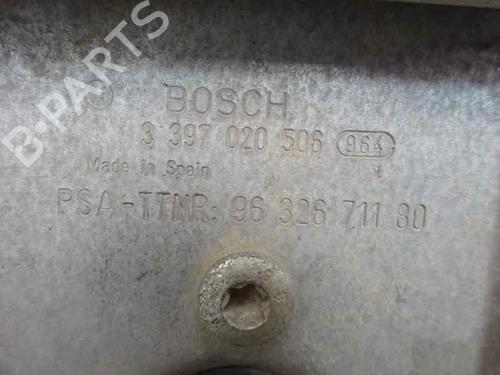 B-PARTS
BOSCH
3 397 020 506 964
Made in Spain
PSA-TTNR: 96 326 711 80